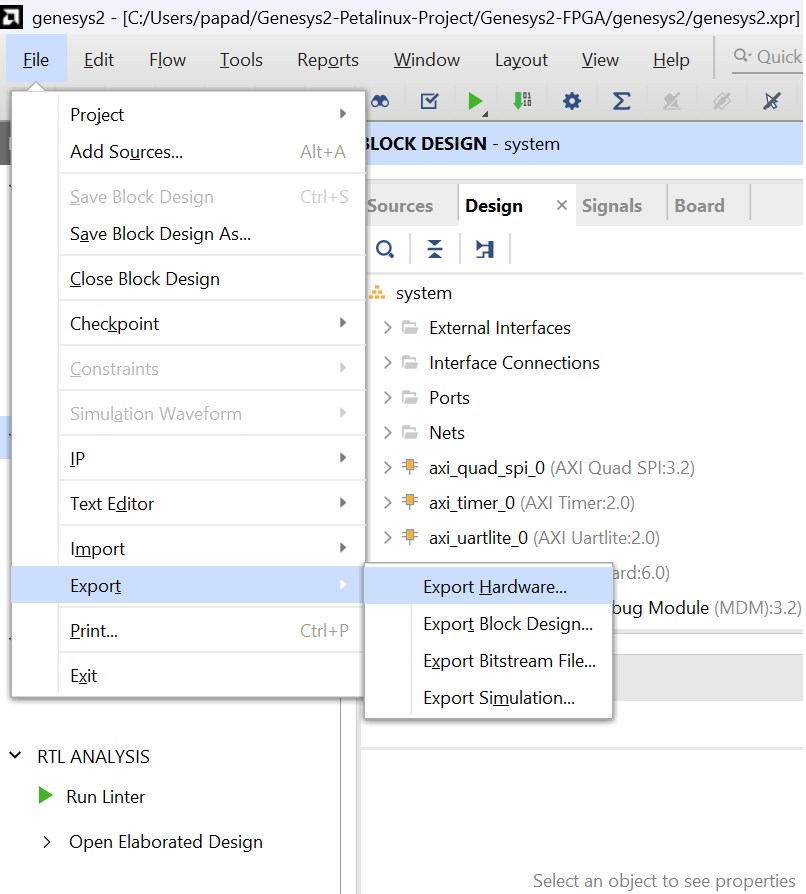 genesys2 - [C:/Users/papad/Genesys2-Petalinux-Project/Genesys2-FPGA/genesys2/genesys2.xpr]
File Edit Flow Tools Reports Window Layout View Help Quick
Project
Add Sources... Alt+A
Save Block Design Ctrl+S
Save Block Design As...
Close Block Design
Checkpoint
Constraints
Simulation Waveform
IP
Text Editor
Import
Export
Print... Ctrl+P
Exit
Export Hardware...
Export Block Design...
Export Bitstream File...
Export Simulation...
BLOCK DESIGN - system
Sources Design × Signals Board
system
External Interfaces
Interface Connections
Ports
Nets
axi_quad_spi_0 (AXI Quad SPI:3.2)
axi_timer_0 (AXI Timer:2.0)
axi_uartlite_0 (AXI Uartlite:2.0)
ard:6.0)
bug Module (MDM):3.2)
RTL ANALYSIS
Run Linter
Open Elaborated Design
Select an object to see properties